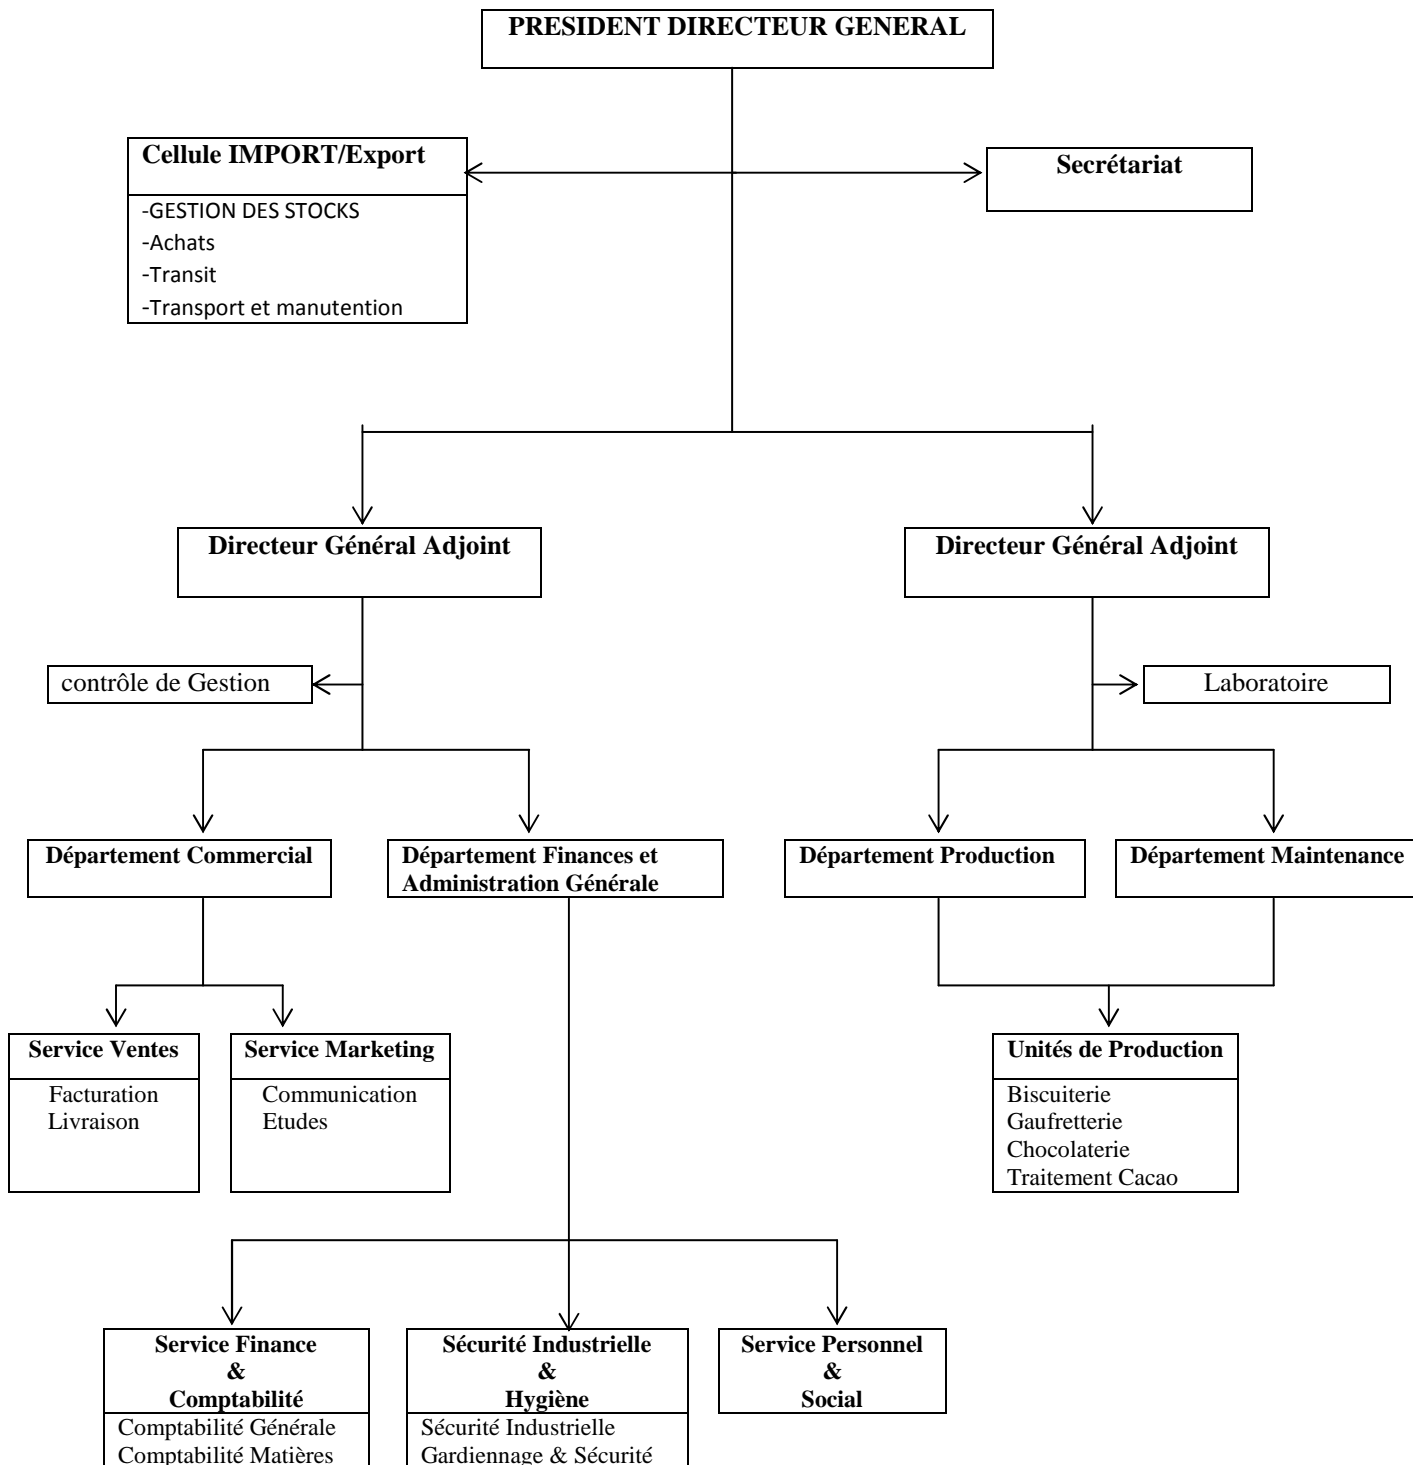 PRESIDENT DIRECTEUR GENERAL
Cellule IMPORT/Export
-GESTION DES STOCKS
-Achats
-Transit
-Transport et manutention
Secrétariat
Directeur Général Adjoint
Directeur Général Adjoint
contrôle de Gestion
Laboratoire
Département Commercial
Département Finances et
Administration Générale
Département Production
Département Maintenance
Service Ventes
Facturation
Livraison
Service Marketing
Communication
Etudes
Unités de Production
Biscuiterie
Gaufretterie
Chocolaterie
Traitement Cacao
Service Finance
&
Comptabilité
Comptabilité Générale
Comptabilité Matières
Sécurité Industrielle
&
Hygiène
Sécurité Industrielle
Gardiennage & Sécurité
Service Personnel
&
Social